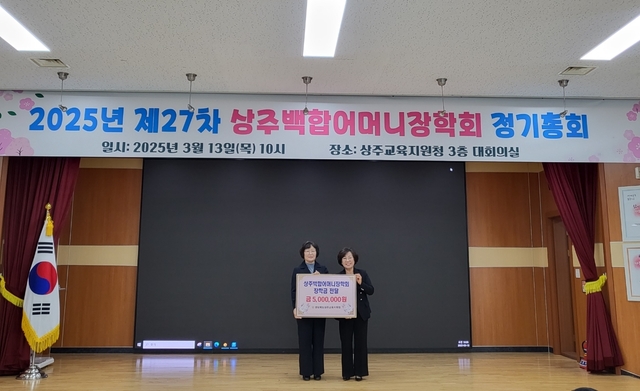 2025년 제27차 상주백합어머니장학회 정기총회
일시: 2025년 3월 13일(목) 10시 장소: 상주교육지원청 3층 대회의실
상주백합어머니장학회
장학금 전달
금5,000,000원